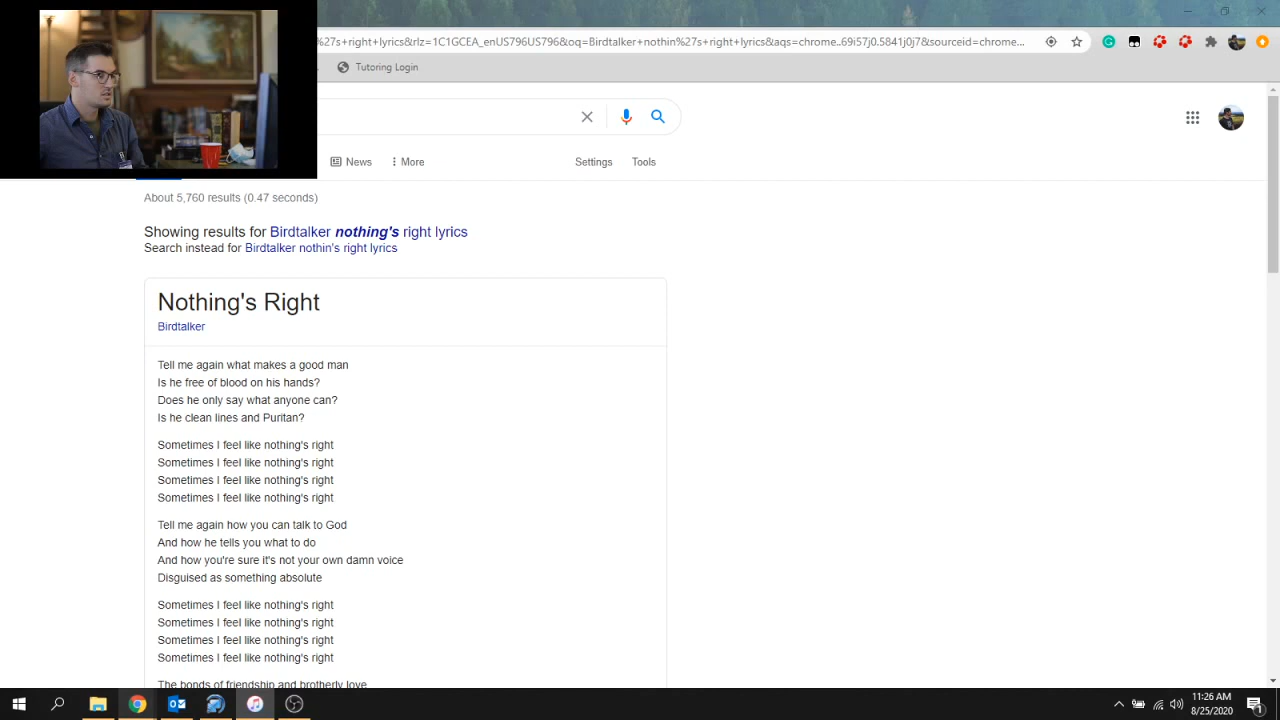 %27s+right+lyrics&rlz=1C1GCEA_enUS796US796&oq=Birdtalker+nothin%27s+right+lyrics&aqs=chrome..69i57j0.5841j0j7&sourceid=chrome...
Tutoring Login
News
More
Settings
Tools
About 5,760 results (0.47 seconds)
Showing results for Birdtalker nothing's right lyrics
Search instead for Birdtalker nothin's right lyrics
Nothing's Right
Birdtalker
Tell me again what makes a good man
Is he free of blood on his hands?
Does he only say what anyone can?
Is he clean lines and Puritan?
Sometimes I feel like nothing's right
Sometimes I feel like nothing's right
Sometimes I feel like nothing's right
Sometimes I feel like nothing's right
Tell me again how you can talk to God
And how he tells you what to do
And how you're sure it's not your own damn voice
Disguised as something absolute
Sometimes I feel like nothing's right
Sometimes I feel like nothing's right
Sometimes I feel like nothing's right
Sometimes I feel like nothing's right
The bonds of friendship and brotherly love
11:26 AM
8/25/2020
1